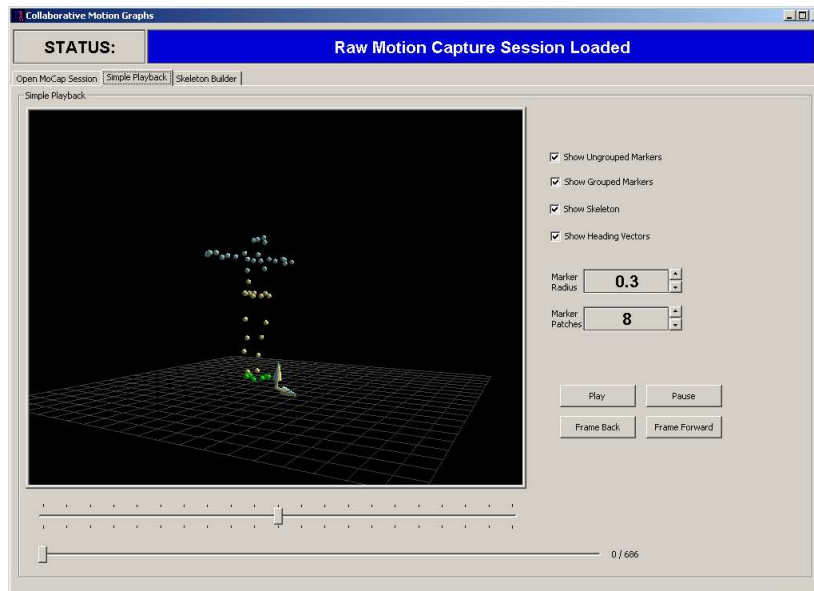 Collaborative Motion Graphs
STATUS:
Raw Motion Capture Session Loaded
Open MoCap Session
Simple Playback
Skeleton Builder
Simple Playback
Show Ungrouped Markers
Show Grouped Markers
Show Skeleton
Show Heading Vectors
Marker
Radius
0.3
Marker
Patches
8
Play
Pause
Frame Back
Frame Forward
0 / 686